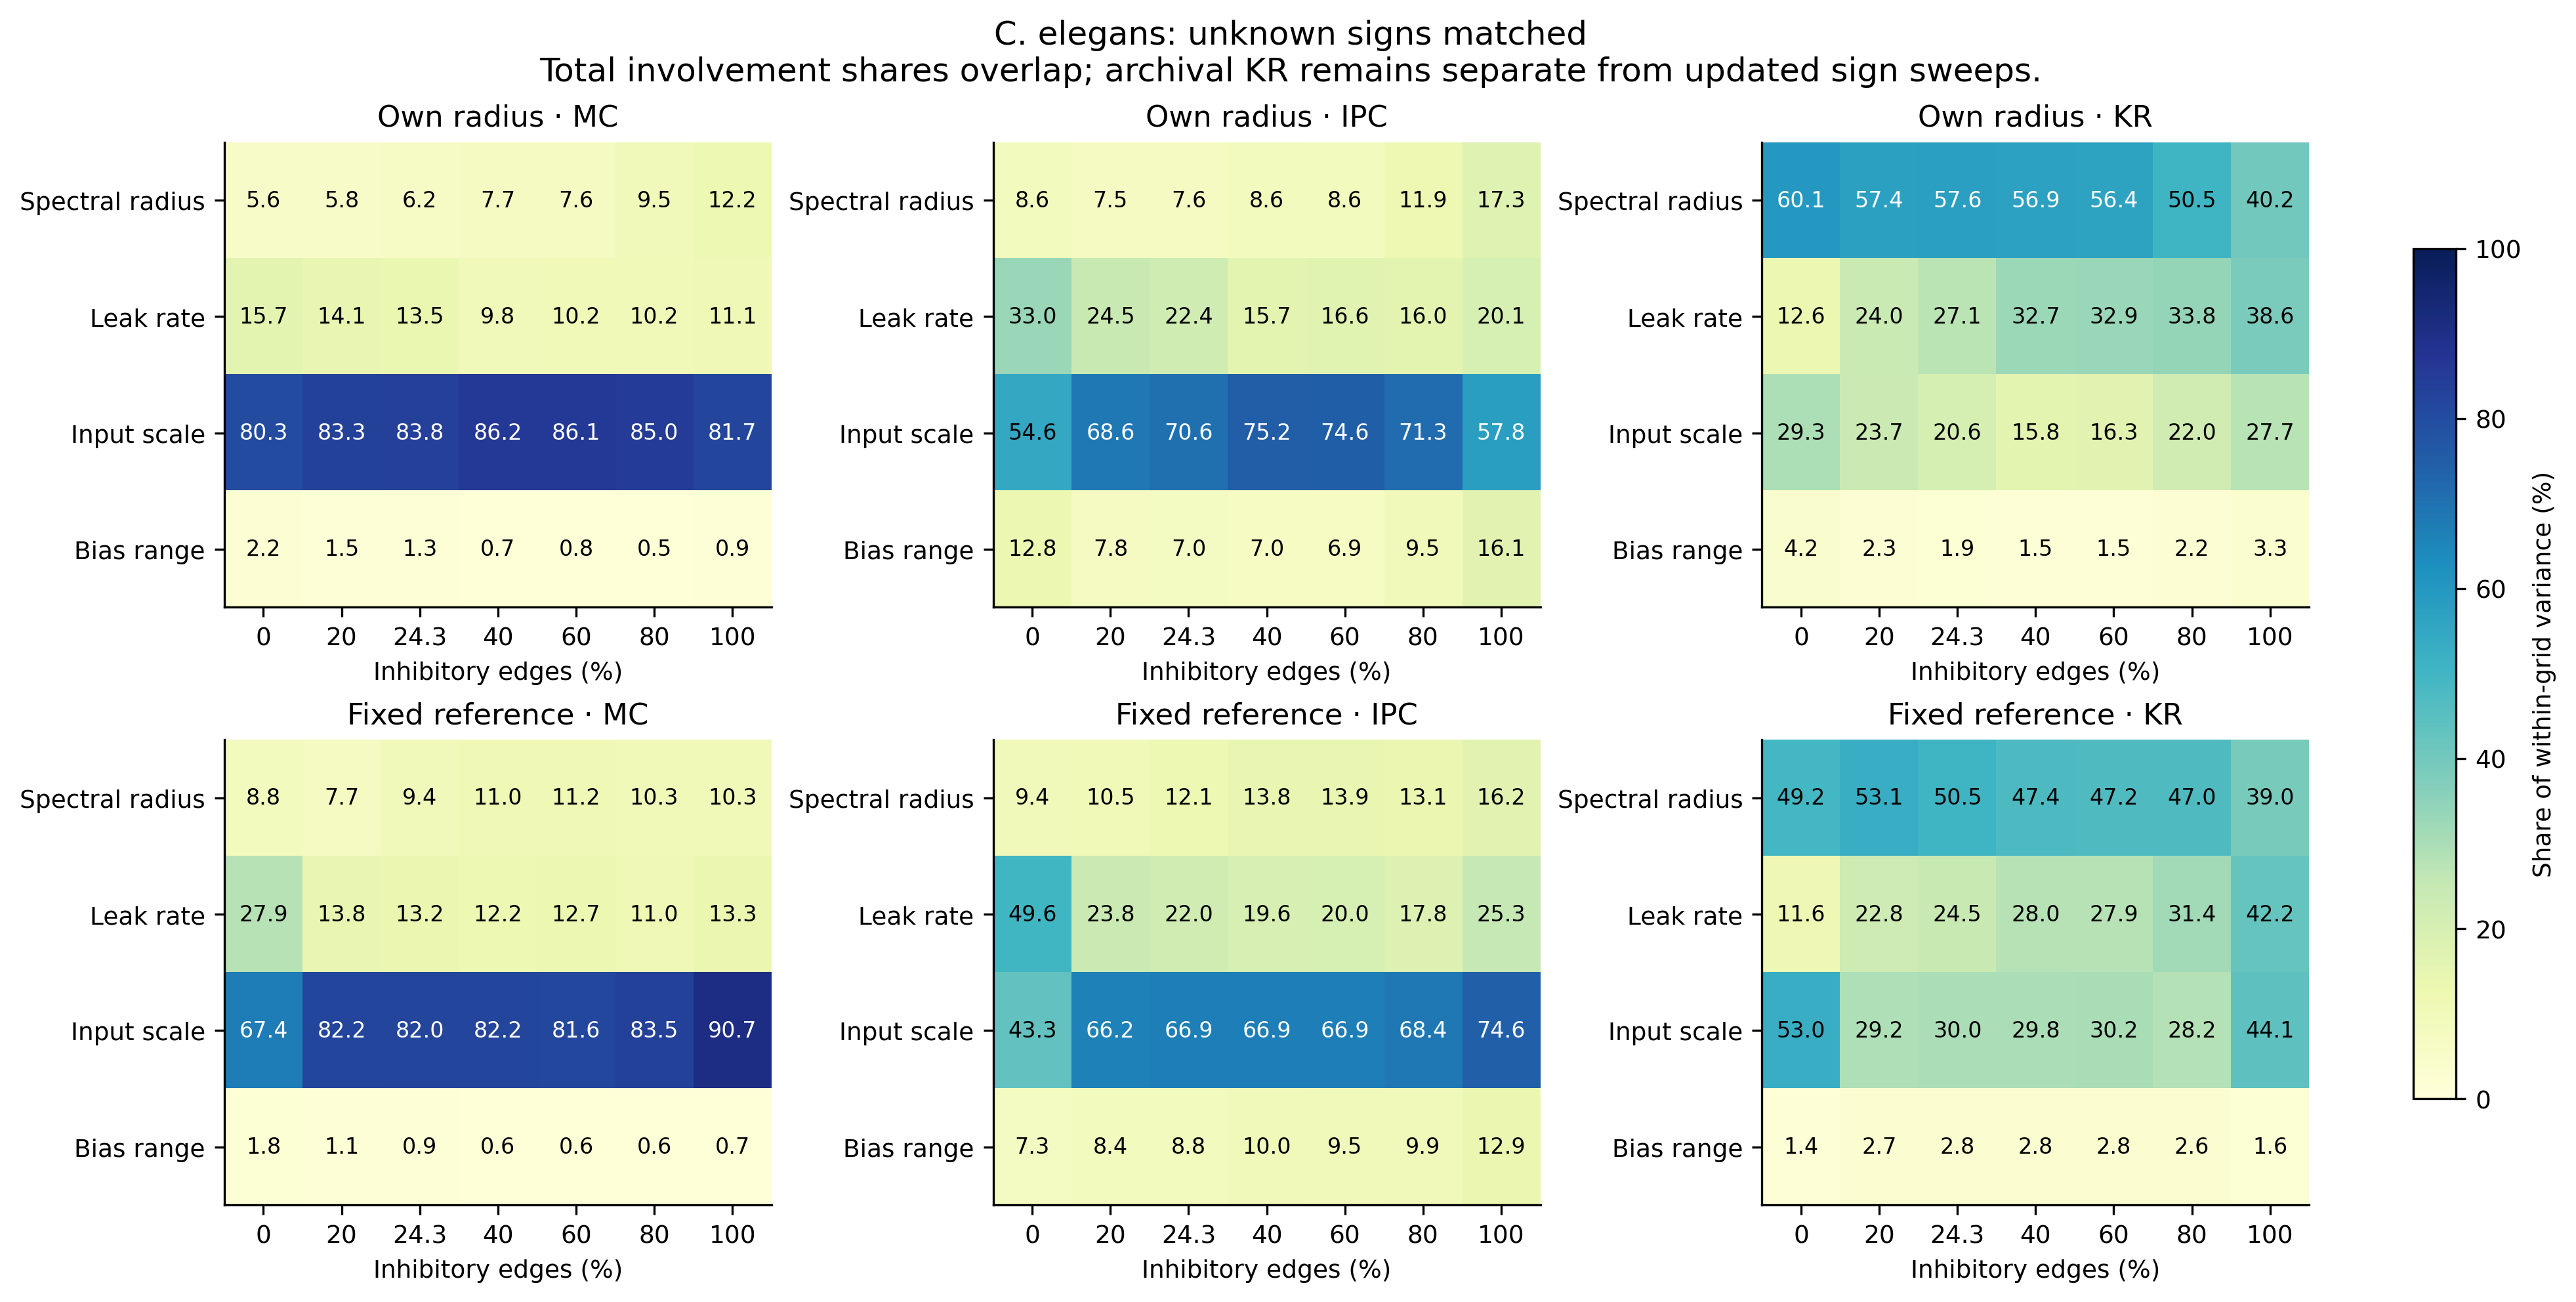 C. elegans: unknown signs matched
Total involvement shares overlap; archival KR remains separate from updated sign sweeps.
Own radius · MC
Spectral radius 5.6 5.8 6.2 7.7 7.6 9.5 12.2
Leak rate 15.7 14.1 13.5 9.8 10.2 10.2 11.1
Input scale 80.3 83.3 83.8 86.2 86.1 85.0 81.7
Bias range 2.2 1.5 1.3 0.7 0.8 0.5 0.9
0 20 24.3 40 60 80 100
Inhibitory edges (%)
Own radius · IPC
Spectral radius 8.6 7.5 7.6 8.6 8.6 11.9 17.3
Leak rate 33.0 24.5 22.4 15.7 16.6 16.0 20.1
Input scale 54.6 68.6 70.6 75.2 74.6 71.3 57.8
Bias range 12.8 7.8 7.0 7.0 6.9 9.5 16.1
0 20 24.3 40 60 80 100
Inhibitory edges (%)
Own radius · KR
Spectral radius 60.1 57.4 57.6 56.9 56.4 50.5 40.2
Leak rate 12.6 24.0 27.1 32.7 32.9 33.8 38.6
Input scale 29.3 23.7 20.6 15.8 16.3 22.0 27.7
Bias range 4.2 2.3 1.9 1.5 1.5 2.2 3.3
0 20 24.3 40 60 80 100
Inhibitory edges (%)
Fixed reference · MC
Spectral radius 8.8 7.7 9.4 11.0 11.2 10.3 10.3
Leak rate 27.9 13.8 13.2 12.2 12.7 11.0 13.3
Input scale 67.4 82.2 82.0 82.2 81.6 83.5 90.7
Bias range 1.8 1.1 0.9 0.6 0.6 0.6 0.7
0 20 24.3 40 60 80 100
Inhibitory edges (%)
Fixed reference · IPC
Spectral radius 9.4 10.5 12.1 13.8 13.9 13.1 16.2
Leak rate 49.6 23.8 22.0 19.6 20.0 17.8 25.3
Input scale 43.3 66.2 66.9 66.9 66.9 68.4 74.6
Bias range 7.3 8.4 8.8 10.0 9.5 9.9 12.9
0 20 24.3 40 60 80 100
Inhibitory edges (%)
Fixed reference · KR
Spectral radius 49.2 53.1 50.5 47.4 47.2 47.0 39.0
Leak rate 11.6 22.8 24.5 28.0 27.9 31.4 42.2
Input scale 53.0 29.2 30.0 29.8 30.2 28.2 44.1
Bias range 1.4 2.7 2.8 2.8 2.8 2.6 1.6
0 20 24.3 40 60 80 100
Inhibitory edges (%)
100
80
60
40
20
0
Share of within-grid variance (%)